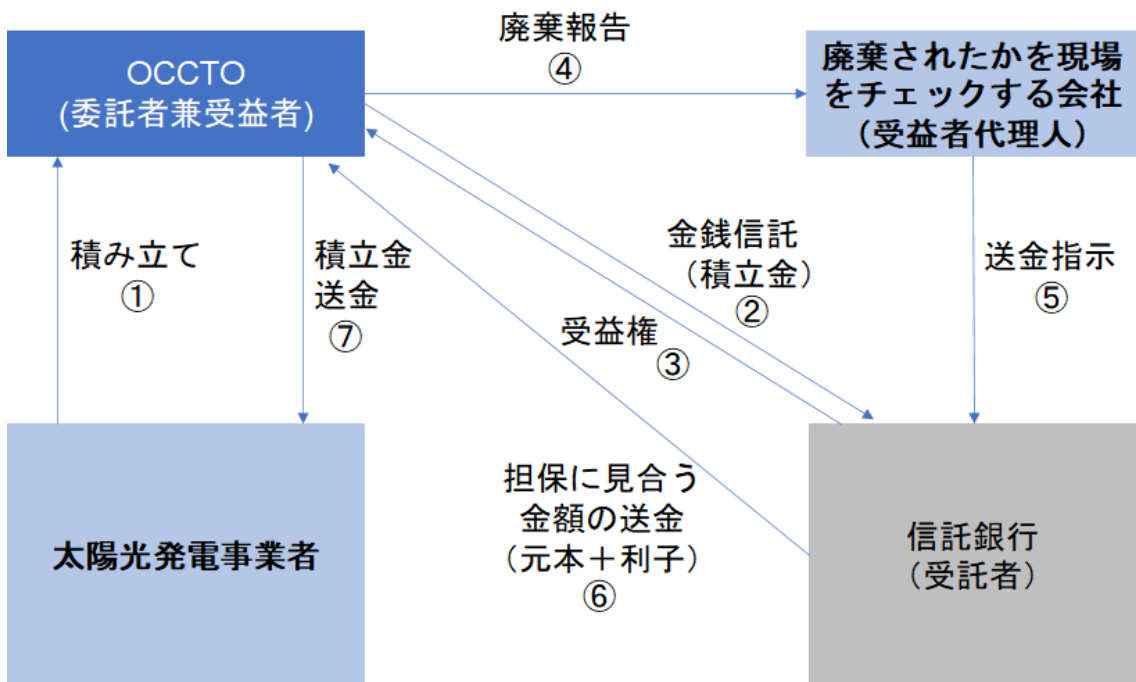 廃棄報告
④
OCCTO
(委託者兼受益者)
廃棄されたかを現場
をチェックする会社
（受益者代理人）
積み立て
①
積立金
送金
⑦
金銭信託
（積立金）
②
受益権
③
送金指示
⑤
担保に見合う
金額の送金
（元本＋利子）
⑥
太陽光発電事業者
信託銀行
（受託者）